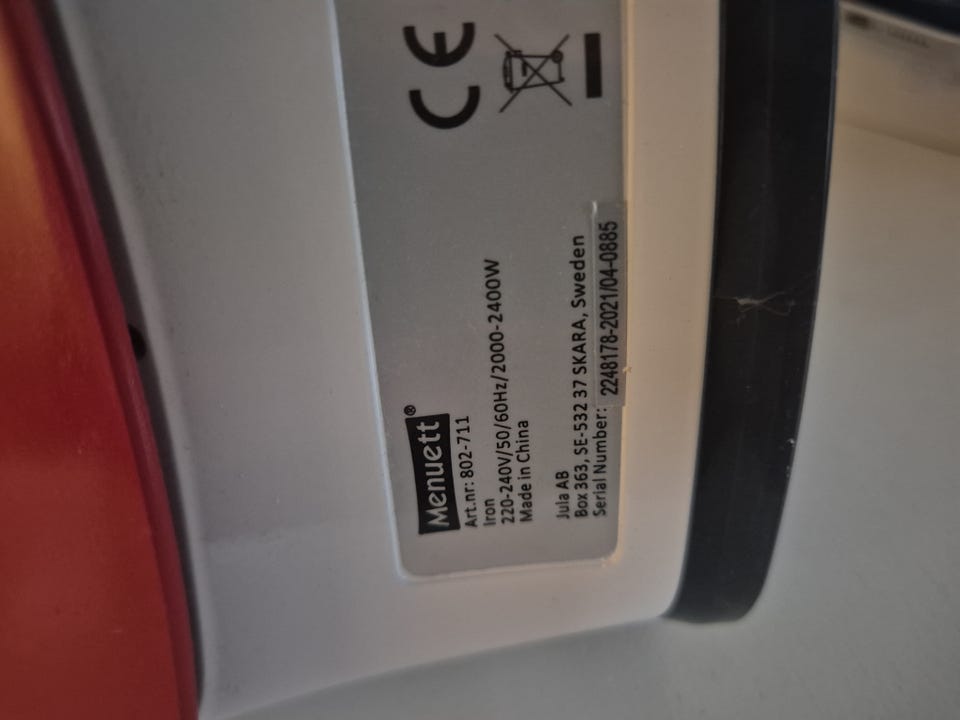 Menuett®
Art.nr: 802-711
Iron
220-240V/50/60Hz/2000-2400W
Made in China
Jula AB
Box 363, SE-532 37 SKARA, Sweden
Serial Number: 2248178-2021/04-0885
CE